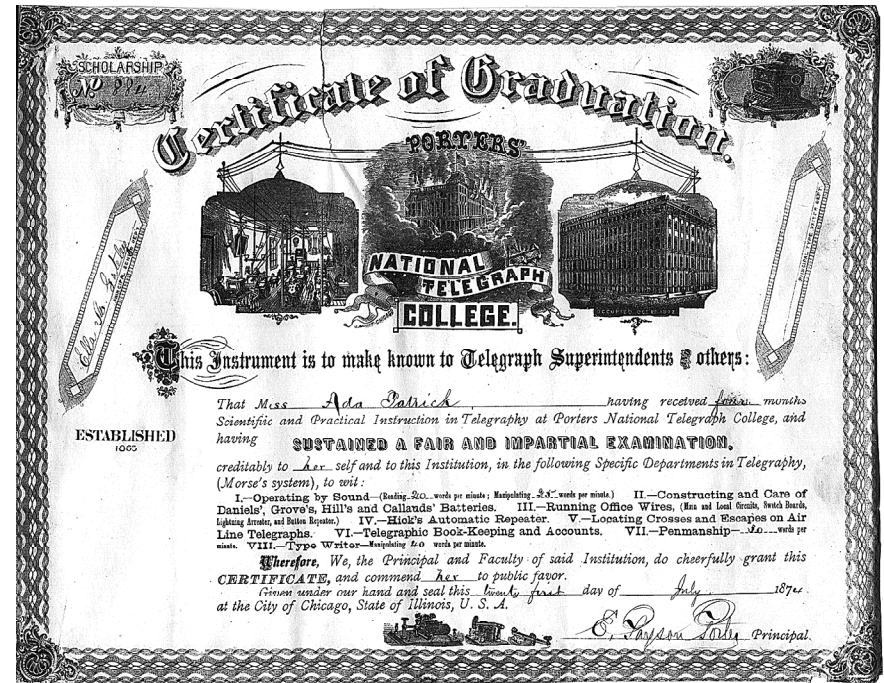 SCHOLARSHIP
No
Certificate of Graduation.
PORTERS'
NATIONAL
TELEGRAPH
COLLEGE.
OCCUPIED OCT.
This Instrument is to make known to Telegraph Superintendents & others:
That Miss Ada Patrick having received four months
Scientific and Practical Instruction in Telegraphy at Porters National Telegraph College, and
having SUSTAINED A FAIR AND IMPARTIAL EXAMINATION,
ESTABLISHED
creditably to her self and to this Institution, in the following Specific Departments in Telegraphy,
(Morse's system), to wit:
I.—Operating by Sound—(Reading 20 words per minute; Manipulating 25 words per minute.) II.—Constructing and Care of
Daniels', Grove's, Hill's and Callauds' Batteries. III.—Running Office Wires, (Main and Local Circuits, Switch Boards,
Lightning Arrester, and Button Repeater.) IV.—Hick's Automatic Repeater. V.—Locating Crosses and Escapes on Air
Line Telegraphs. VI.—Telegraphic Book-Keeping and Accounts. VII.—Penmanship— words per
minute. VIII.—Type Writer—Manipulating words per minute.
Wherefore, We, the Principal and Faculty of said Institution, do cheerfully grant this
CERTIFICATE, and commend her to public favor.
Given under our hand and seal this twenty first day of July 1874
at the City of Chicago, State of Illinois, U. S. A.
E. Payson Porter Principal.